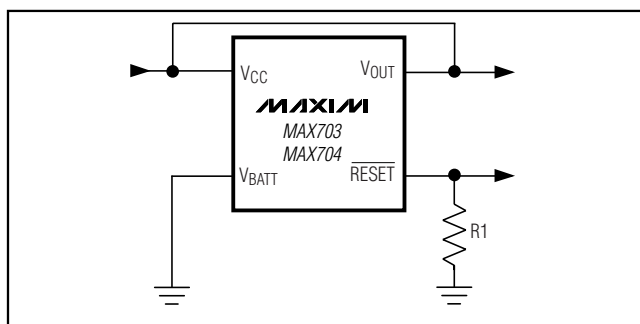 VCC
VOUT
MAXIM
MAX703
MAX704
VBATT
RESET
R1